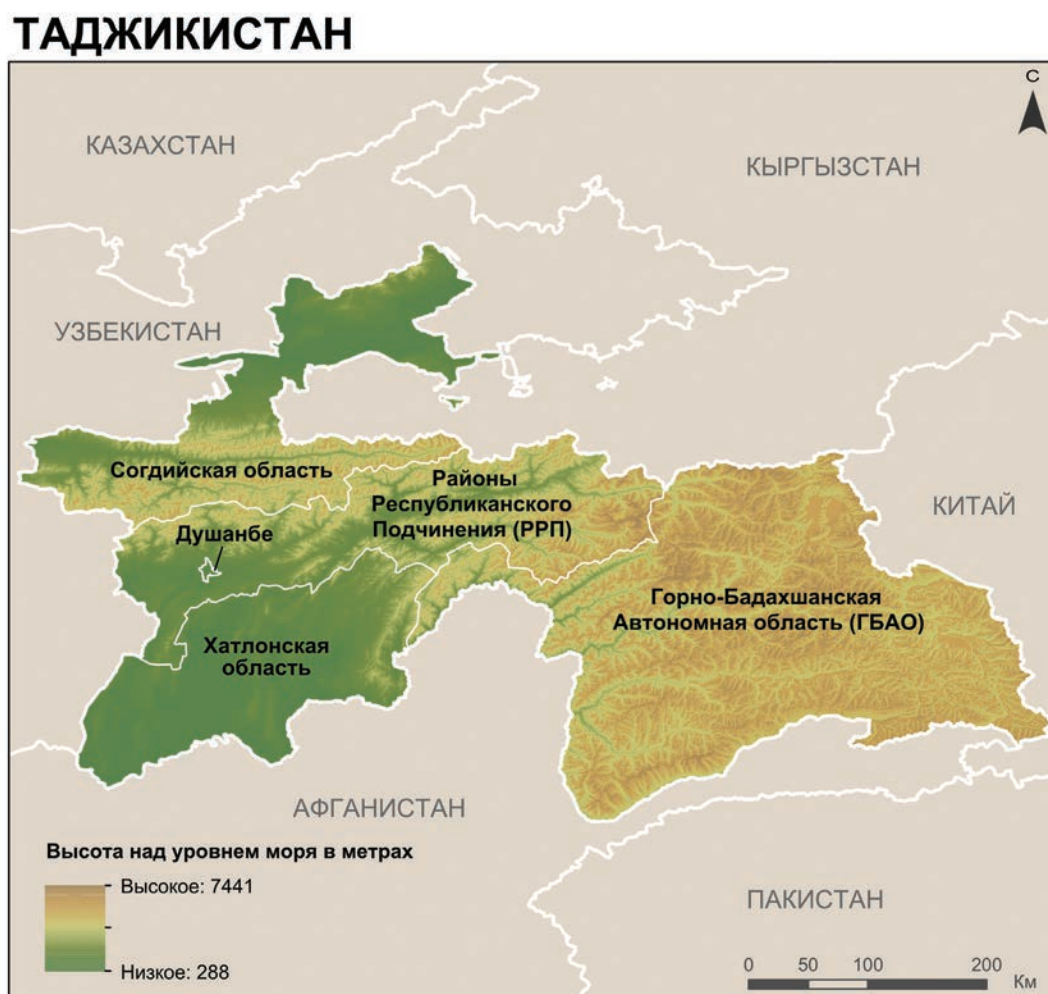 ТАДЖИКИСТАН
С
КАЗАХСТАН
КЫРГЫЗСТАН
УЗБЕКИСТАН
Согдийская область
Районы
Республиканского
Подчинения (РРП)
КИТАЙ
Душанбе
Горно-Бадахшанская
Автономная область (ГБАО)
Хатлонская
область
АФГАНИСТАН
ПАКИСТАН
Высота над уровнем моря в метрах
Высокое: 7441
Низкое: 288
0 50 100 200
Км